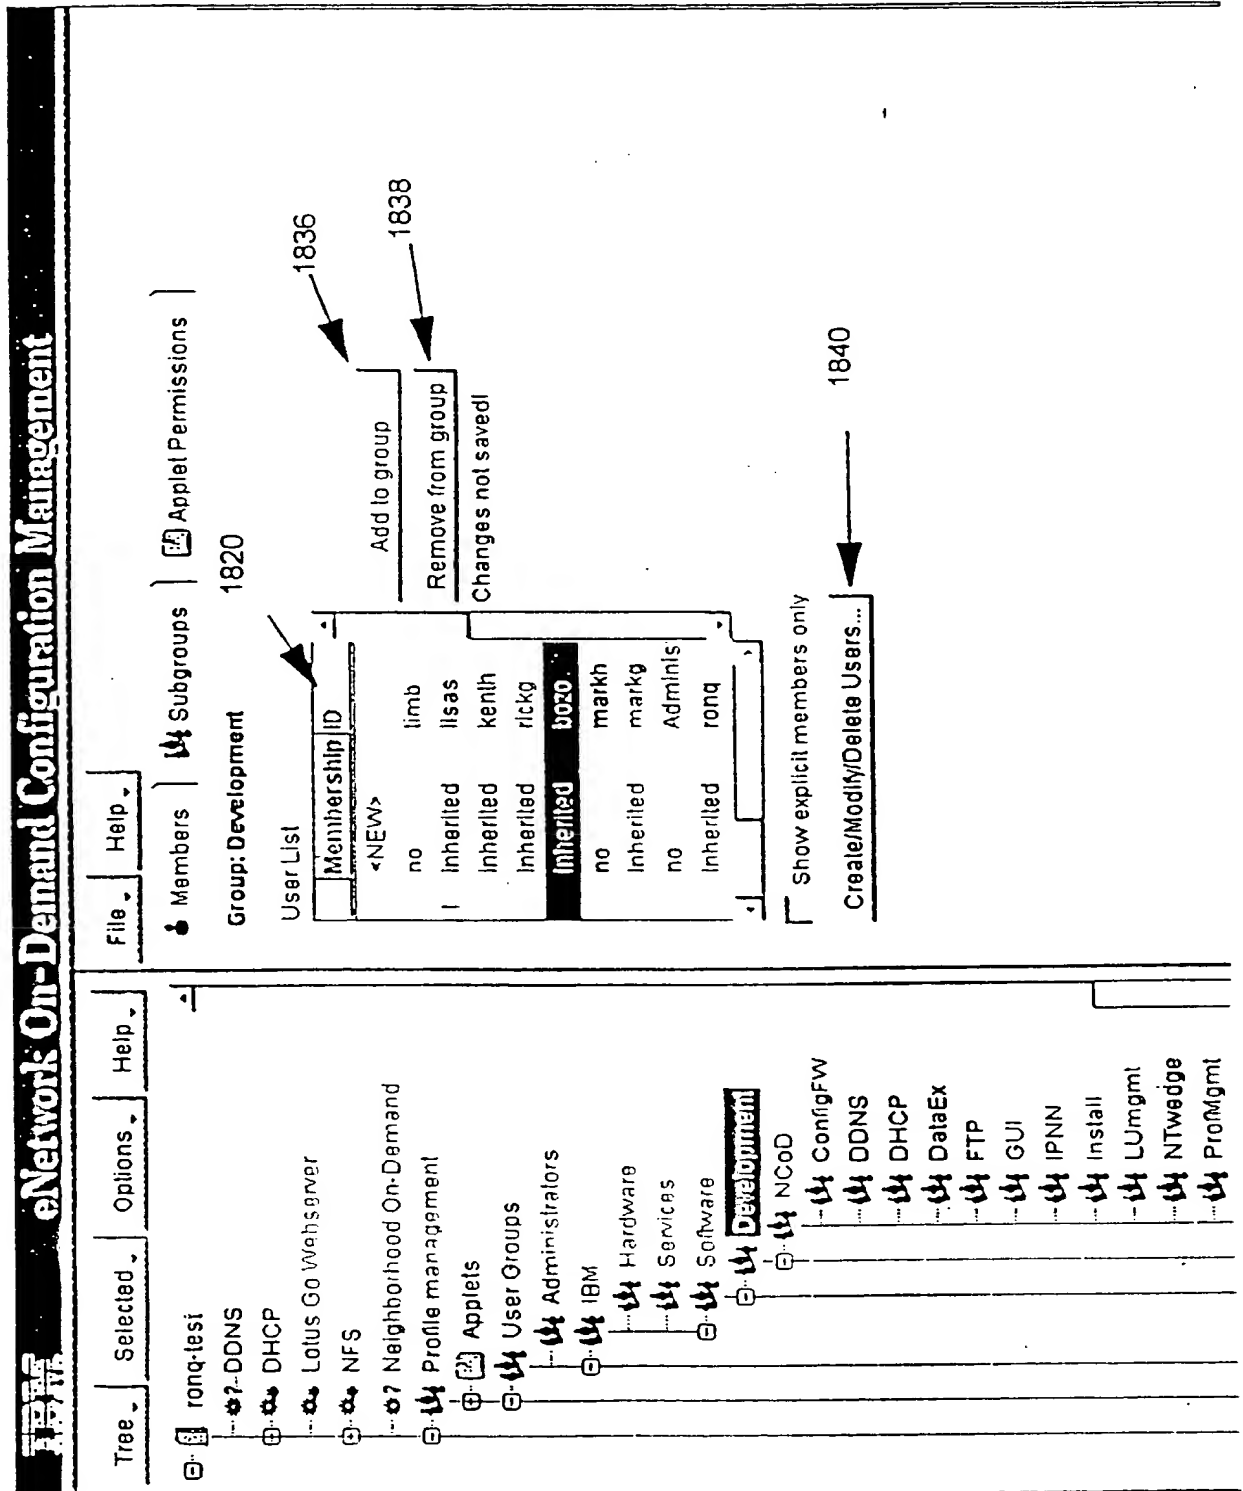 IBM
eNetwork On-Demand Configuration Management
Tree
Selected
Options
Help
ronq-test
DDNS
DHCP
Lotus Go Webserver
NFS
Neighborhood On-Demand
Profile management
Applets
User Groups
Administrators
IBM
Hardware
Services
Software
Development
NCoD
ConfigFW
DDNS
DHCP
DataEx
FTP
GUI
IPNN
Install
LUmgmt
NTwedge
ProfMgmt
File
Help
Members
Subgroups
Applet Permissions
Group: Development
1820
User List
Membership ID
<NEW>
no limb
Inherited lisas
Inherited kenlh
Inherited rickg
Inherited bozo
no markh
Inherited markg
no Adminis
Inherited ronq
Add to group
1836
Remove from group
1838
Changes not saved!
Show explicit members only
Create/Modify/Delete Users...
1840